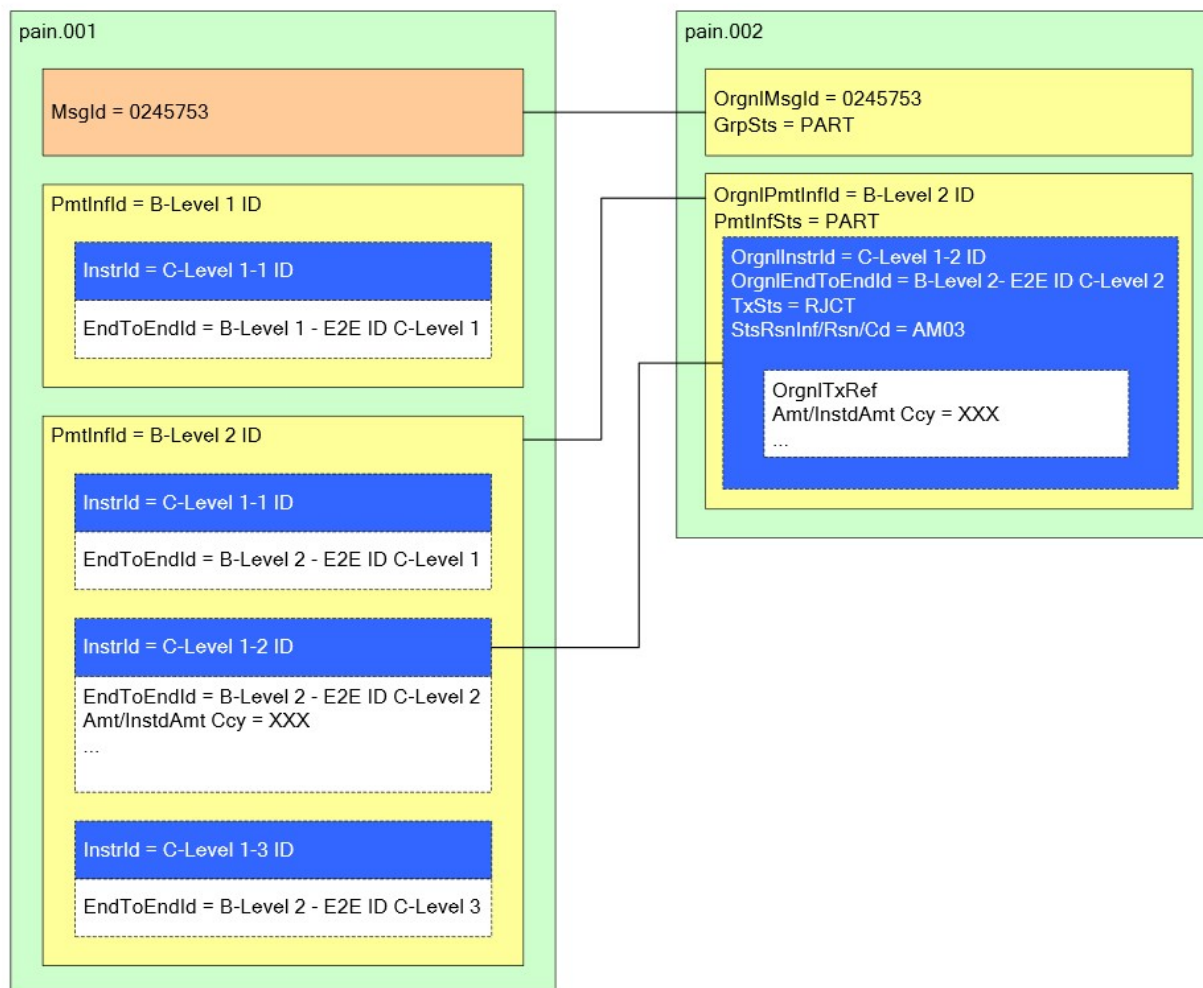 pain.001
MsgId = 0245753
PmtInfId = B-Level 1 ID
InstrId = C-Level 1-1 ID
EndToEndId = B-Level 1 - E2E ID C-Level 1
PmtInfId = B-Level 2 ID
InstrId = C-Level 1-1 ID
EndToEndId = B-Level 2 - E2E ID C-Level 1
InstrId = C-Level 1-2 ID
EndToEndId = B-Level 2 - E2E ID C-Level 2
Amt/InstdAmt Ccy = XXX
...
InstrId = C-Level 1-3 ID
EndToEndId = B-Level 2 - E2E ID C-Level 3
pain.002
OrgnlMsgId = 0245753
GrpSts = PART
OrgnlPmtInfId = B-Level 2 ID
PmtInfSts = PART
OrgnlInstrId = C-Level 1-2 ID
OrgnlEndToEndId = B-Level 2- E2E ID C-Level 2
TxSts = RJCT
StsRsnInf/Rsn/Cd = AM03
OrgnlTxRef
Amt/InstdAmt Ccy = XXX
...